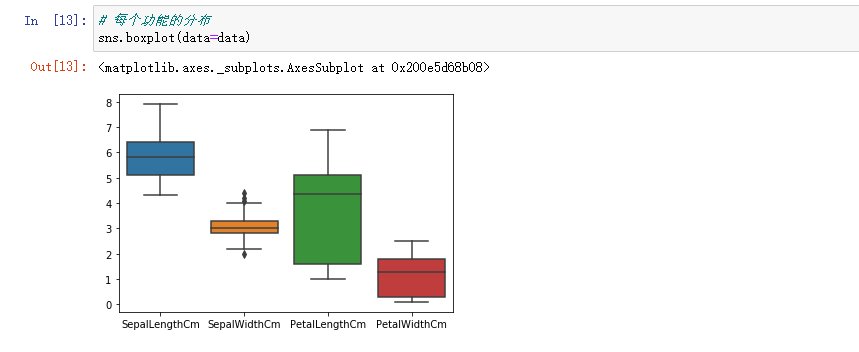 In [13]: # 每个功能的分布
sns.boxplot(data=data)
Out[13]: <matplotlib.axes._subplots.AxesSubplot at 0x200e5d68b08>
8
7
6
5
4
3
2
1
0
SepalLengthCm SepalWidthCm PetalLengthCm PetalWidthCm